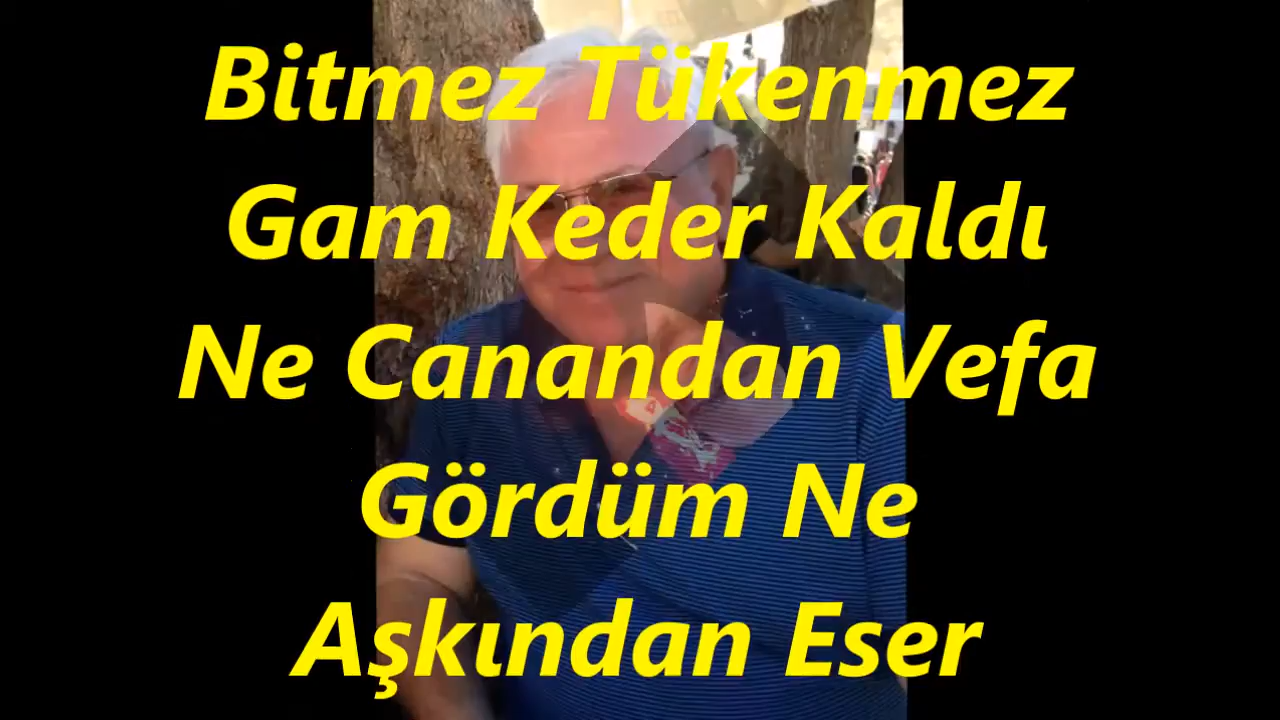 Bitmez Tükenmez
Gam Keder Kaldı
Ne Canandan Vefa
Gördüm Ne
Aşkından Eser